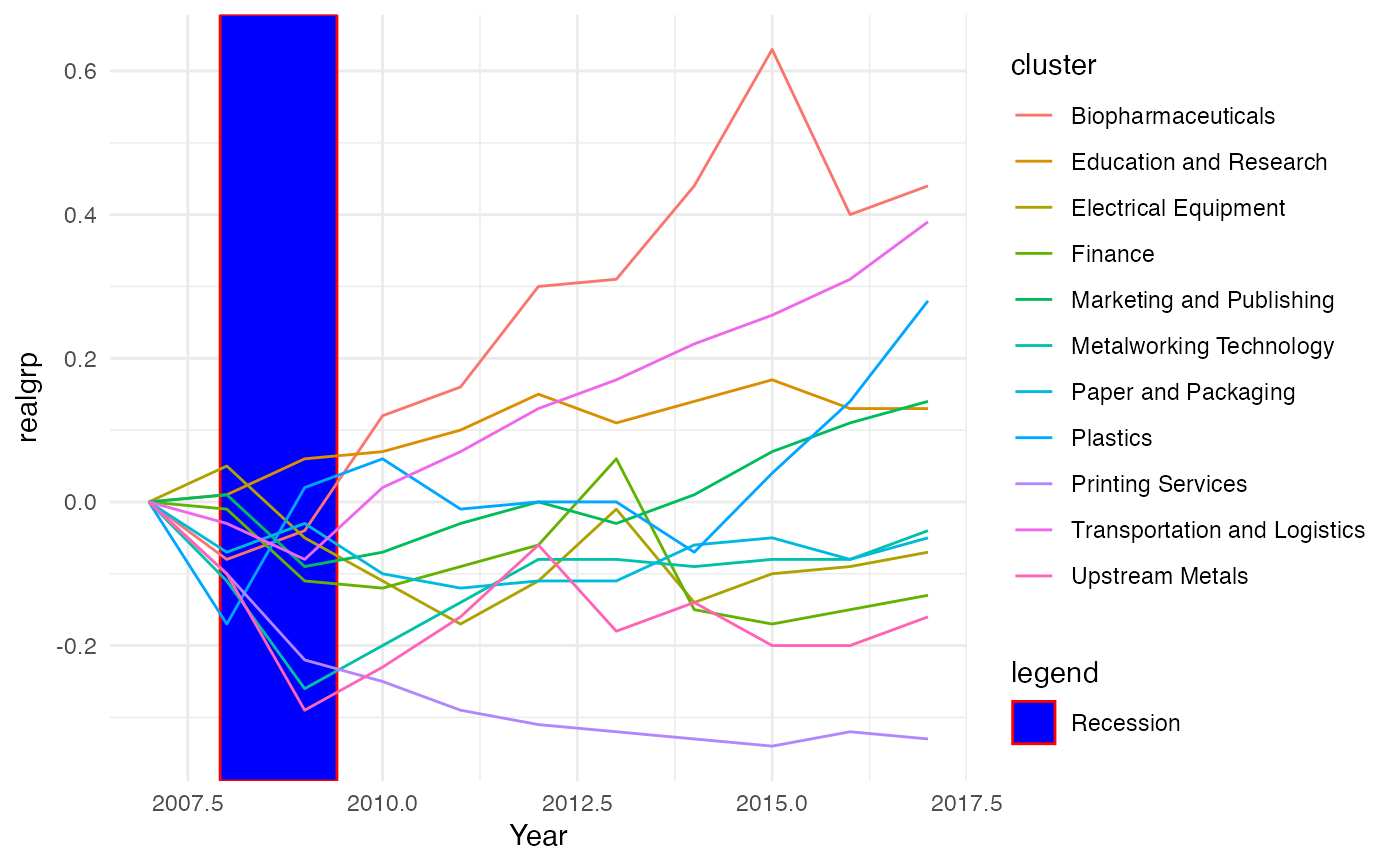 realgrp
0.6
0.4
0.2
0.0
-0.2
2007.5
2010.0
2012.5
2015.0
2017.5
Year
cluster
Biopharmaceuticals
Education and Research
Electrical Equipment
Finance
Marketing and Publishing
Metalworking Technology
Paper and Packaging
Plastics
Printing Services
Transportation and Logistics
Upstream Metals
legend
Recession